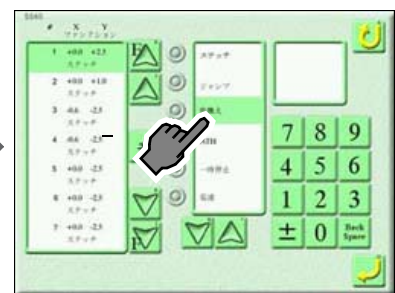 # X Y
ファンクション
1 +0.0 +2.5
ステッチ
2 +0.0 +1.0
ステッチ
3 -0.6 -2.5
ステッチ
4 -0.6 -2.5
ステッチ
5 +0.0 -2.5
ステッチ
6 +0.0 -2.5
ステッチ
7 +0.0 -2.5
ステッチ
ステッチ
ジャンプ
色換え
一時停止
7 8 9
4 5 6
1 2 3
± 0 Back Space